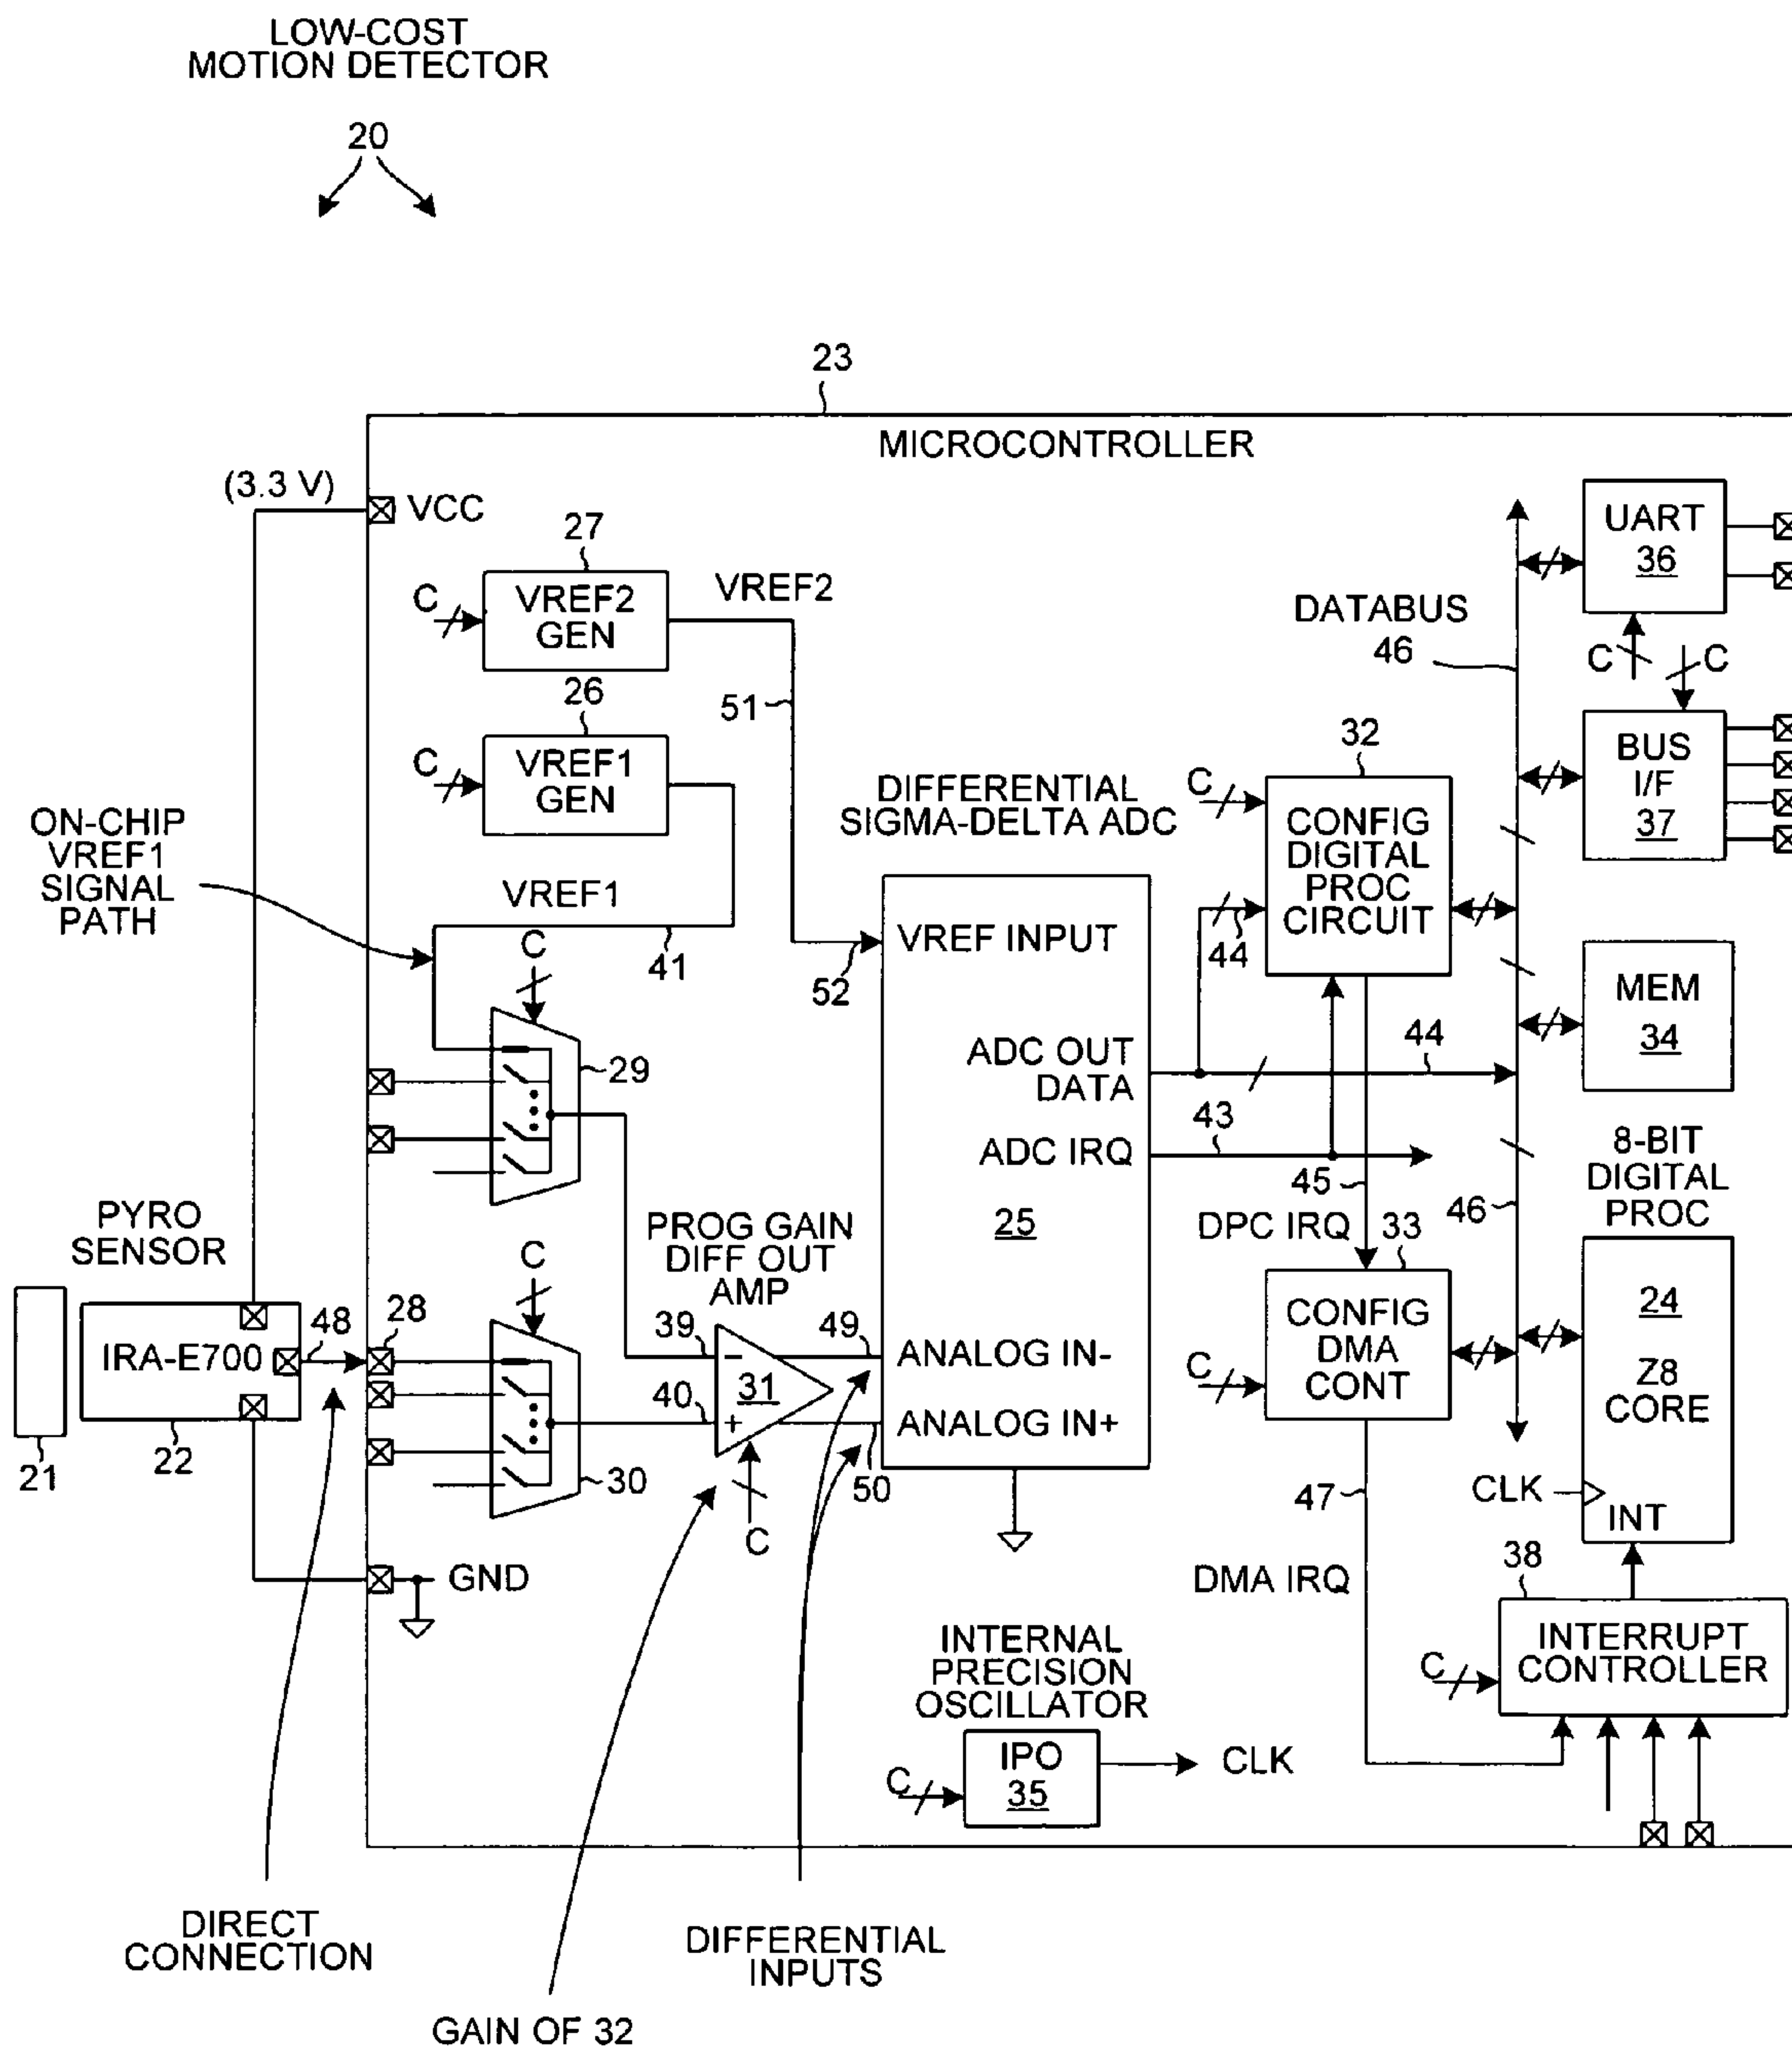 LOW-COST
MOTION DETECTOR
20
23
MICROCONTROLLER
(3.3 V)
VCC
27
C
VREF2
GEN
VREF2
UART
36
DATABUS
46
C
C
51
26
C
VREF1
GEN
32
BUS
I/F
37
ON-CHIP
VREF1
SIGNAL
PATH
DIFFERENTIAL
SIGMA-DELTA ADC
C
CONFIG
DIGITAL
PROC
CIRCUIT
VREF1
41
C
VREF INPUT
52
44
MEM
34
29
ADC OUT
DATA
44
43
ADC IRQ
45
8-BIT
DIGITAL
PROC
46
PYRO
SENSOR
PROG GAIN
DIFF OUT
AMP
25
DPC IRQ
33
C
24
Z8
CORE
IRA-E700
48
28
39
49
ANALOG IN-
CONFIG
DMA
CONT
C
31
−
+
40
ANALOG IN+
50
21
22
30
C
47
CLK
INT
GND
DMA IRQ
38
INTERRUPT
CONTROLLER
C
INTERNAL
PRECISION
OSCILLATOR
C
IPO
35
CLK
DIRECT
CONNECTION
DIFFERENTIAL
INPUTS
GAIN OF 32